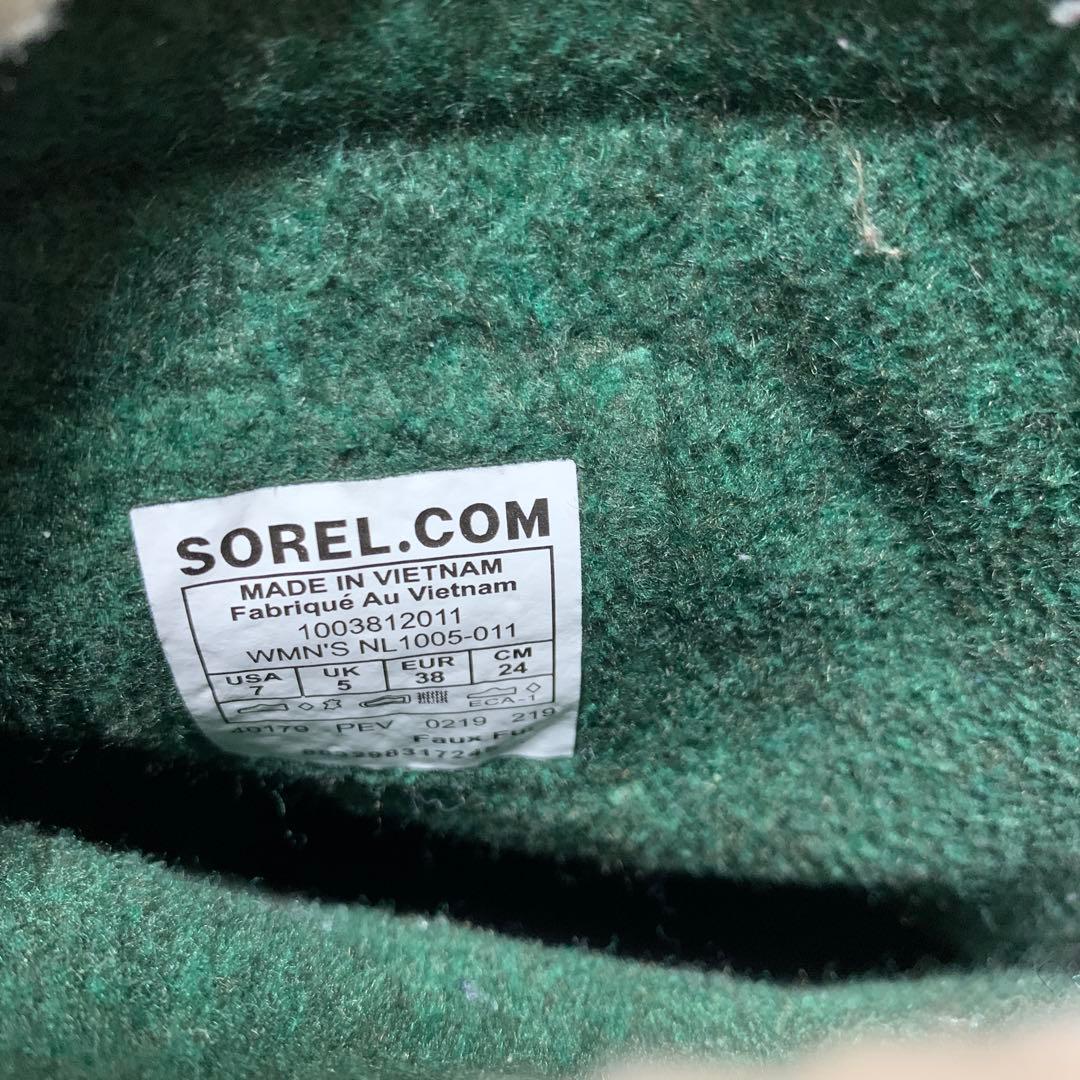 SOREL.COM
MADE IN VIETNAM
Fabriqué Au Vietnam
1003812011
WMN'S NL1005-011
USA UK EUR CM
7 5 38 24
ECA-1
40179 PEV 0219 219
Faux